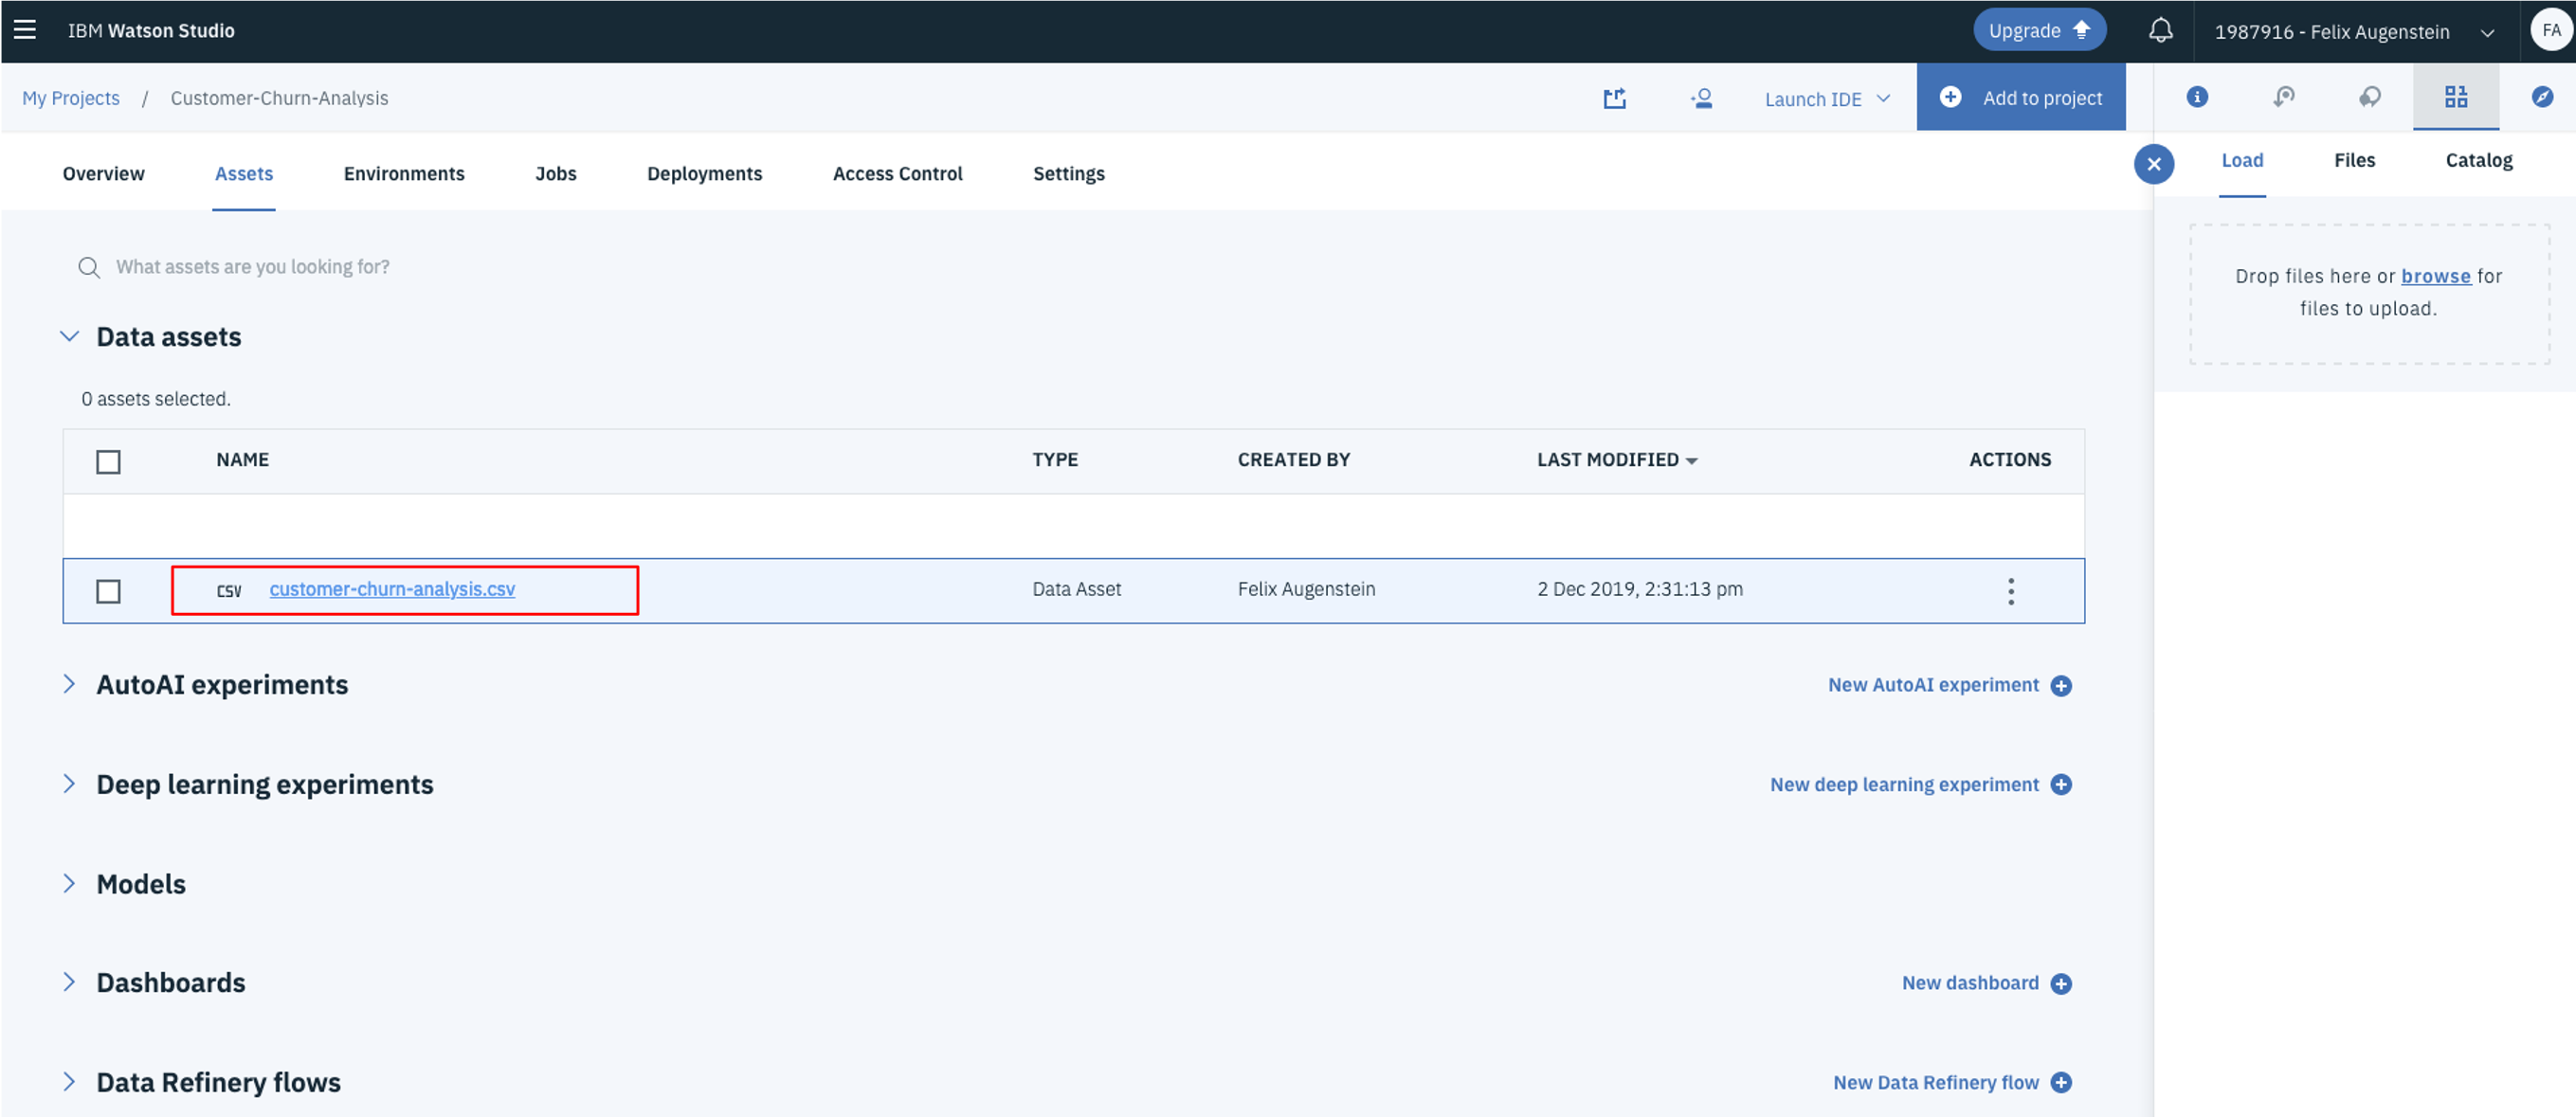 IBM Watson Studio
Upgrade
1987916 - Felix Augenstein
FA
My Projects / Customer-Churn-Analysis
Launch IDE
Add to project
Overview
Assets
Environments
Jobs
Deployments
Access Control
Settings
Load
Files
Catalog
What assets are you looking for?
Drop files here or browse for
files to upload.
Data assets
0 assets selected.
NAME
TYPE
CREATED BY
LAST MODIFIED
ACTIONS
CSV customer-churn-analysis.csv
Data Asset
Felix Augenstein
2 Dec 2019, 2:31:13 pm
AutoAI experiments
New AutoAI experiment
Deep learning experiments
New deep learning experiment
Models
Dashboards
New dashboard
Data Refinery flows
New Data Refinery flow